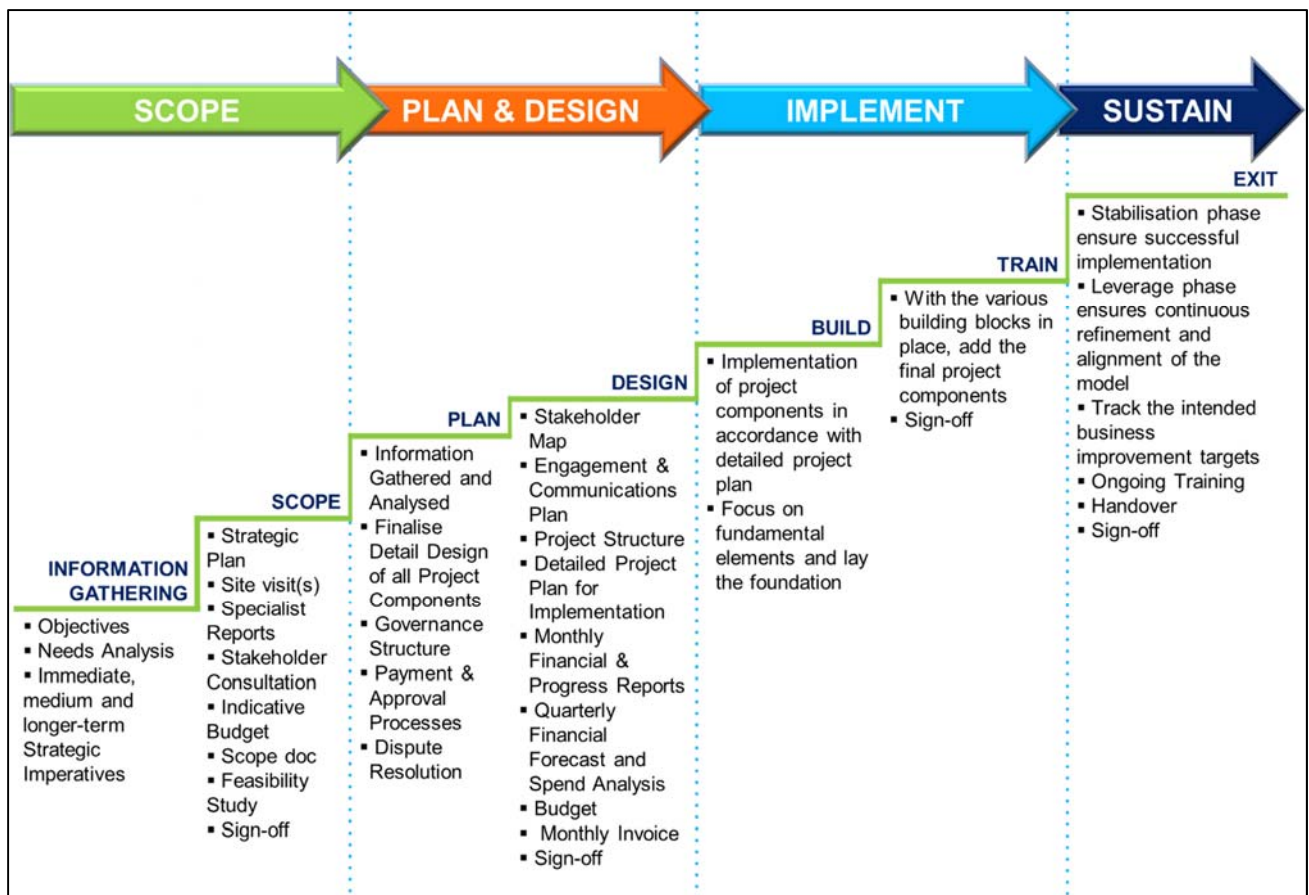 SCOPE
PLAN & DESIGN
IMPLEMENT
SUSTAIN
INFORMATION
GATHERING
▪ Objectives
▪ Needs Analysis
▪ Immediate,
medium and
longer-term
Strategic
Imperatives
SCOPE
▪ Strategic
Plan
▪ Site visit(s)
▪ Specialist
Reports
▪ Stakeholder
Consultation
▪ Indicative
Budget
▪ Scope doc
▪ Feasibility
Study
▪ Sign-off
PLAN
▪ Information
Gathered and
Analysed
▪ Finalise
Detail Design
of all Project
Components
▪ Governance
Structure
▪ Payment &
Approval
Processes
▪ Dispute
Resolution
DESIGN
▪ Stakeholder
Map
▪ Engagement &
Communications
Plan
▪ Project Structure
▪ Detailed Project
Plan for
Implementation
▪ Monthly
Financial &
Progress Reports
▪ Quarterly
Financial
Forecast and
Spend Analysis
▪ Budget
▪ Monthly Invoice
▪ Sign-off
BUILD
▪ Implementation
of project
components in
accordance with
detailed project
plan
▪ Focus on
fundamental
elements and lay
the foundation
TRAIN
▪ With the various
building blocks in
place, add the
final project
components
▪ Sign-off
EXIT
▪ Stabilisation phase
ensure successful
implementation
▪ Leverage phase
ensures continuous
refinement and
alignment of the
model
▪ Track the intended
business
improvement targets
▪ Ongoing Training
▪ Handover
▪ Sign-off